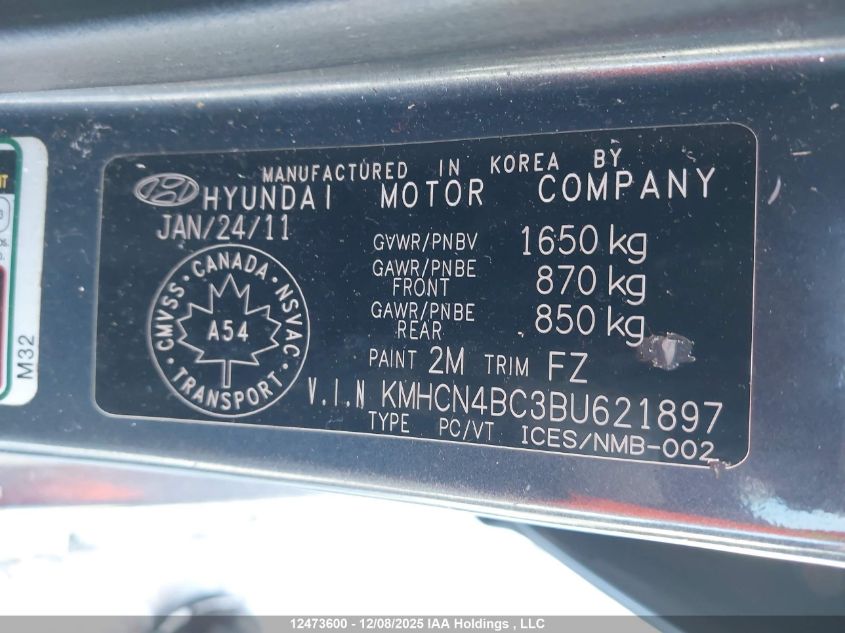 MANUFACTURED IN KOREA BY
HYUNDAI MOTOR COMPANY
JAN/24/11
GVWR/PNBV 1650 kg
GAWR/PNBE FRONT 870 kg
GAWR/PNBE REAR 850 kg
PAINT 2M TRIM FZ
V.I.N KMHCN4BC3BU621897
TYPE PC/VT ICES/NMB-002
CMVSS · CANADA · NSVAC · TRANSPORT ·
A54
M32
12473600 - 12/08/2025 IAA Holdings , LLC